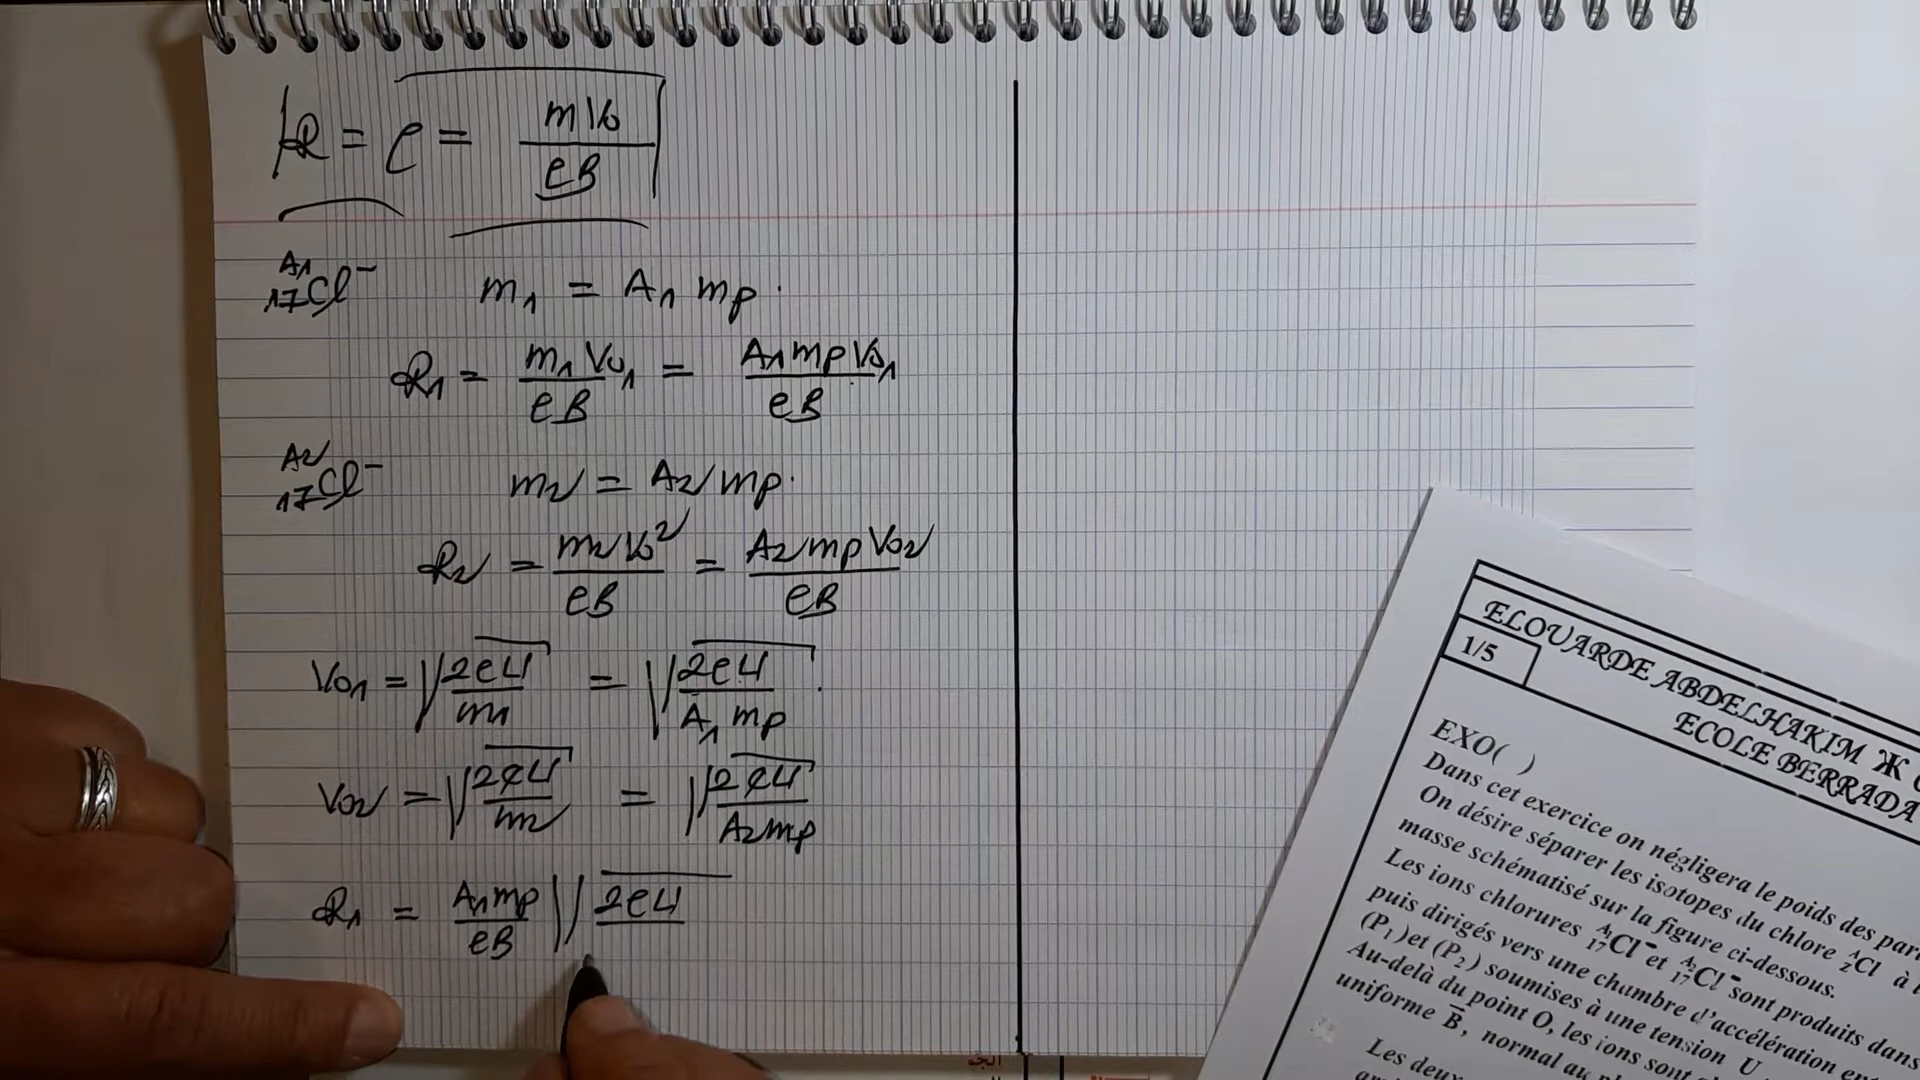 R = ρ = mV₀ / eB
A₁ ₁₇Cl⁻ m₁ = A₁ mp.
R₁ = m₁V₀₁ / eB = A₁mpV₀₁ / eB
A₂ ₁₇Cl⁻ m₂ = A₂ mp.
R₂ = m₂V₀² / eB = A₂mpV₀₂ / eB
V₀₁ = √(2eU / m₁) = √(2eU / A₁ mp).
V₀₂ = √(2eU / m₂) = √(2eU / A₂mp)
R₁ = A₁mp / eB √2eU
ELOUARDE ABDELHAKIM Ж
1/5
ECOLE BERRADA
EXO( )
Dans cet exercice on négligera le poids des par
On désire séparer les isotopes du chlore ᴬzCl à
masse schématisé sur la figure ci-dessous.
Les ions chlorures ᴬ¹₁₇Cl⁻ et ᴬ²₁₇Cl⁻ sont produits dans
puis dirigés vers une chambre d'accélération
(P₁)et (P₂) soumises à une tension U
Au-delà du point O, les ions sont
uniforme B⃗, normal au
Les deux